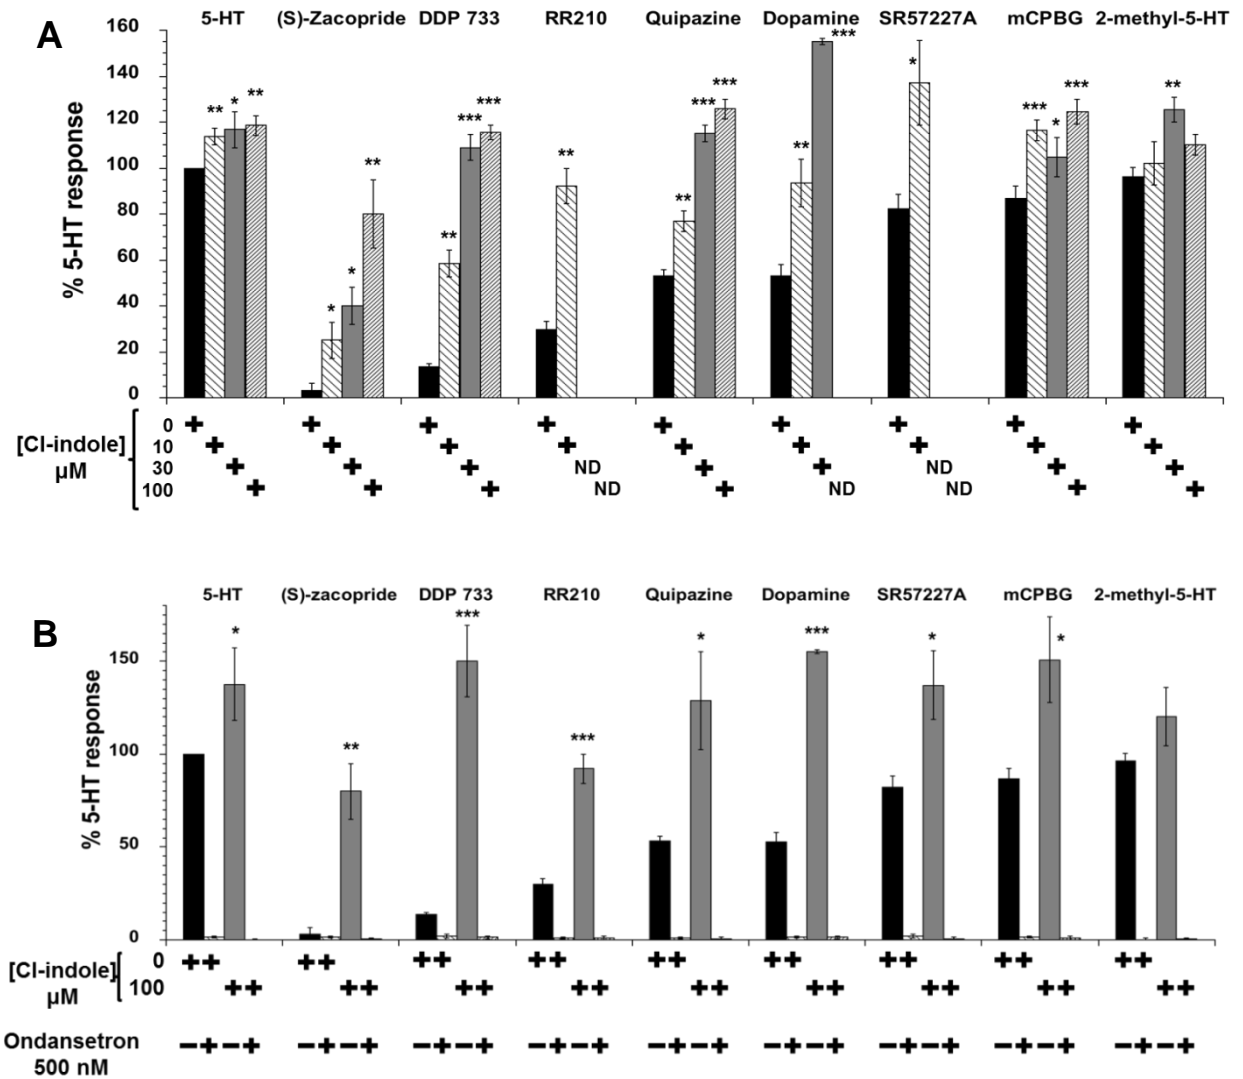 A
5-HT (S)-Zacopride DDP 733 RR210 Quipazine Dopamine SR57227A mCPBG 2-methyl-5-HT
% 5-HT response
160
140
120
100
80
60
40
20
0
** * **
* * **
** *** ***
**
** *** ***
** ***
*
*** * ***
**
[Cl-indole]
µM
0 + + + + + + + + +
10 + + + + + + + + +
30 + + + ND + + ND + +
100 + + + ND + ND ND + +
B
5-HT (S)-zacopride DDP 733 RR210 Quipazine Dopamine SR57227A mCPBG 2-methyl-5-HT
% 5-HT response
150
100
50
0
* ** *** *** * *** * *
[Cl-indole]
µM
0 ++ ++ ++ ++ ++ ++ ++ ++ ++
100 ++ ++ ++ ++ ++ ++ ++ ++ ++
Ondansetron
500 nM
−+−+ −+−+ −+−+ −+−+ −+−+ −+−+ −+−+ −+−+ −+−+